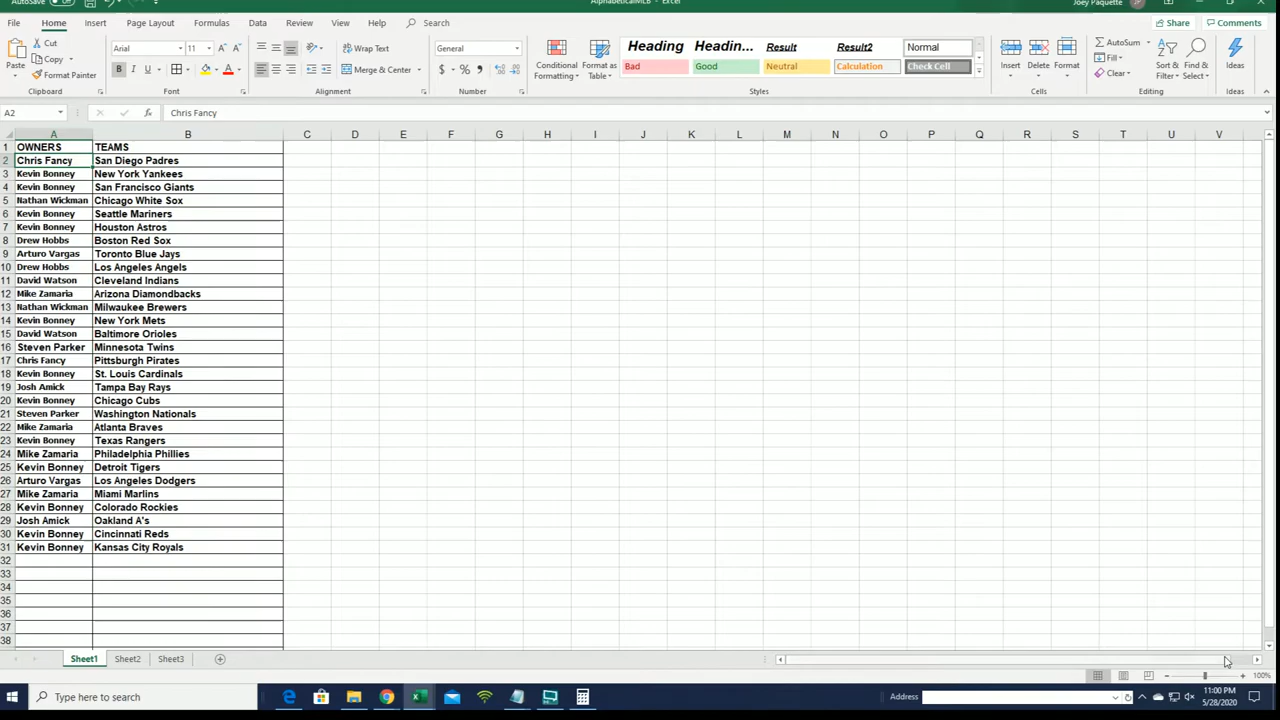 AutoSave Off AlphabeticalMLB - Excel Joey Paquette JP
File Home Insert Page Layout Formulas Data Review View Help Search Share Comments
Paste Cut Copy Format Painter Clipboard
Arial 11 A A B I U A Font
Wrap Text Merge & Center Alignment
General $ % Number
Conditional Formatting Format as Table
Heading Headin... Result Result2 Normal
Bad Good Neutral Calculation Check Cell
Styles
Insert Delete Format Cells
AutoSum Fill Clear Sort & Filter Find & Select Editing
Ideas Ideas
A2 fx Chris Fancy
A B C D E F G H I J K L M N O P Q R S T U V
1 OWNERS TEAMS
2 Chris Fancy San Diego Padres
3 Kevin Bonney New York Yankees
4 Kevin Bonney San Francisco Giants
5 Nathan Wickman Chicago White Sox
6 Kevin Bonney Seattle Mariners
7 Kevin Bonney Houston Astros
8 Drew Hobbs Boston Red Sox
9 Arturo Vargas Toronto Blue Jays
10 Drew Hobbs Los Angeles Angels
11 David Watson Cleveland Indians
12 Mike Zamaria Arizona Diamondbacks
13 Nathan Wickman Milwaukee Brewers
14 Kevin Bonney New York Mets
15 David Watson Baltimore Orioles
16 Steven Parker Minnesota Twins
17 Chris Fancy Pittsburgh Pirates
18 Kevin Bonney St. Louis Cardinals
19 Josh Amick Tampa Bay Rays
20 Kevin Bonney Chicago Cubs
21 Steven Parker Washington Nationals
22 Mike Zamaria Atlanta Braves
23 Kevin Bonney Texas Rangers
24 Mike Zamaria Philadelphia Phillies
25 Kevin Bonney Detroit Tigers
26 Arturo Vargas Los Angeles Dodgers
27 Mike Zamaria Miami Marlins
28 Kevin Bonney Colorado Rockies
29 Josh Amick Oakland A's
30 Kevin Bonney Cincinnati Reds
31 Kevin Bonney Kansas City Royals
32
33
34
35
36
37
38
Sheet1 Sheet2 Sheet3
100%
Type here to search Address 11:00 PM
5/28/2020